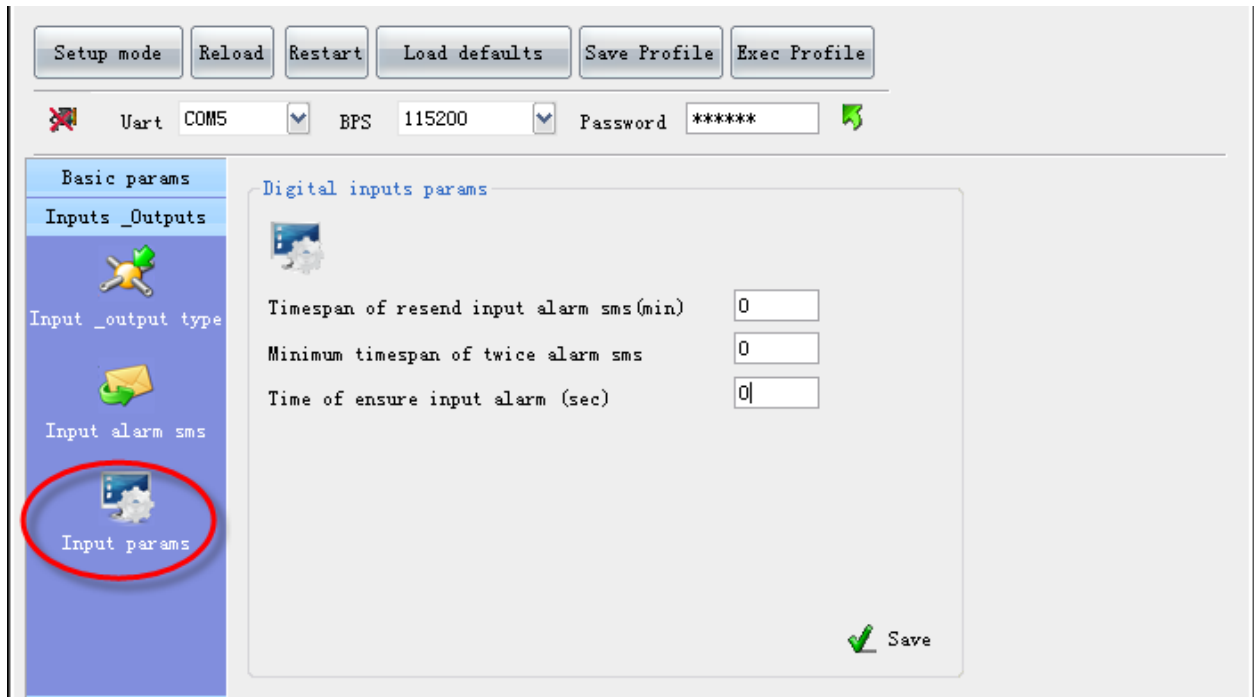 Setup mode Reload Restart Load defaults Save Profile Exec Profile
Uart COM5 BPS 115200 Password ******
Basic params
Inputs _Outputs
Input _output type
Input alarm sms
Input params
Digital inputs params
Timespan of resend input alarm sms(min) 0
Minimum timespan of twice alarm sms 0
Time of ensure input alarm (sec) 0
Save